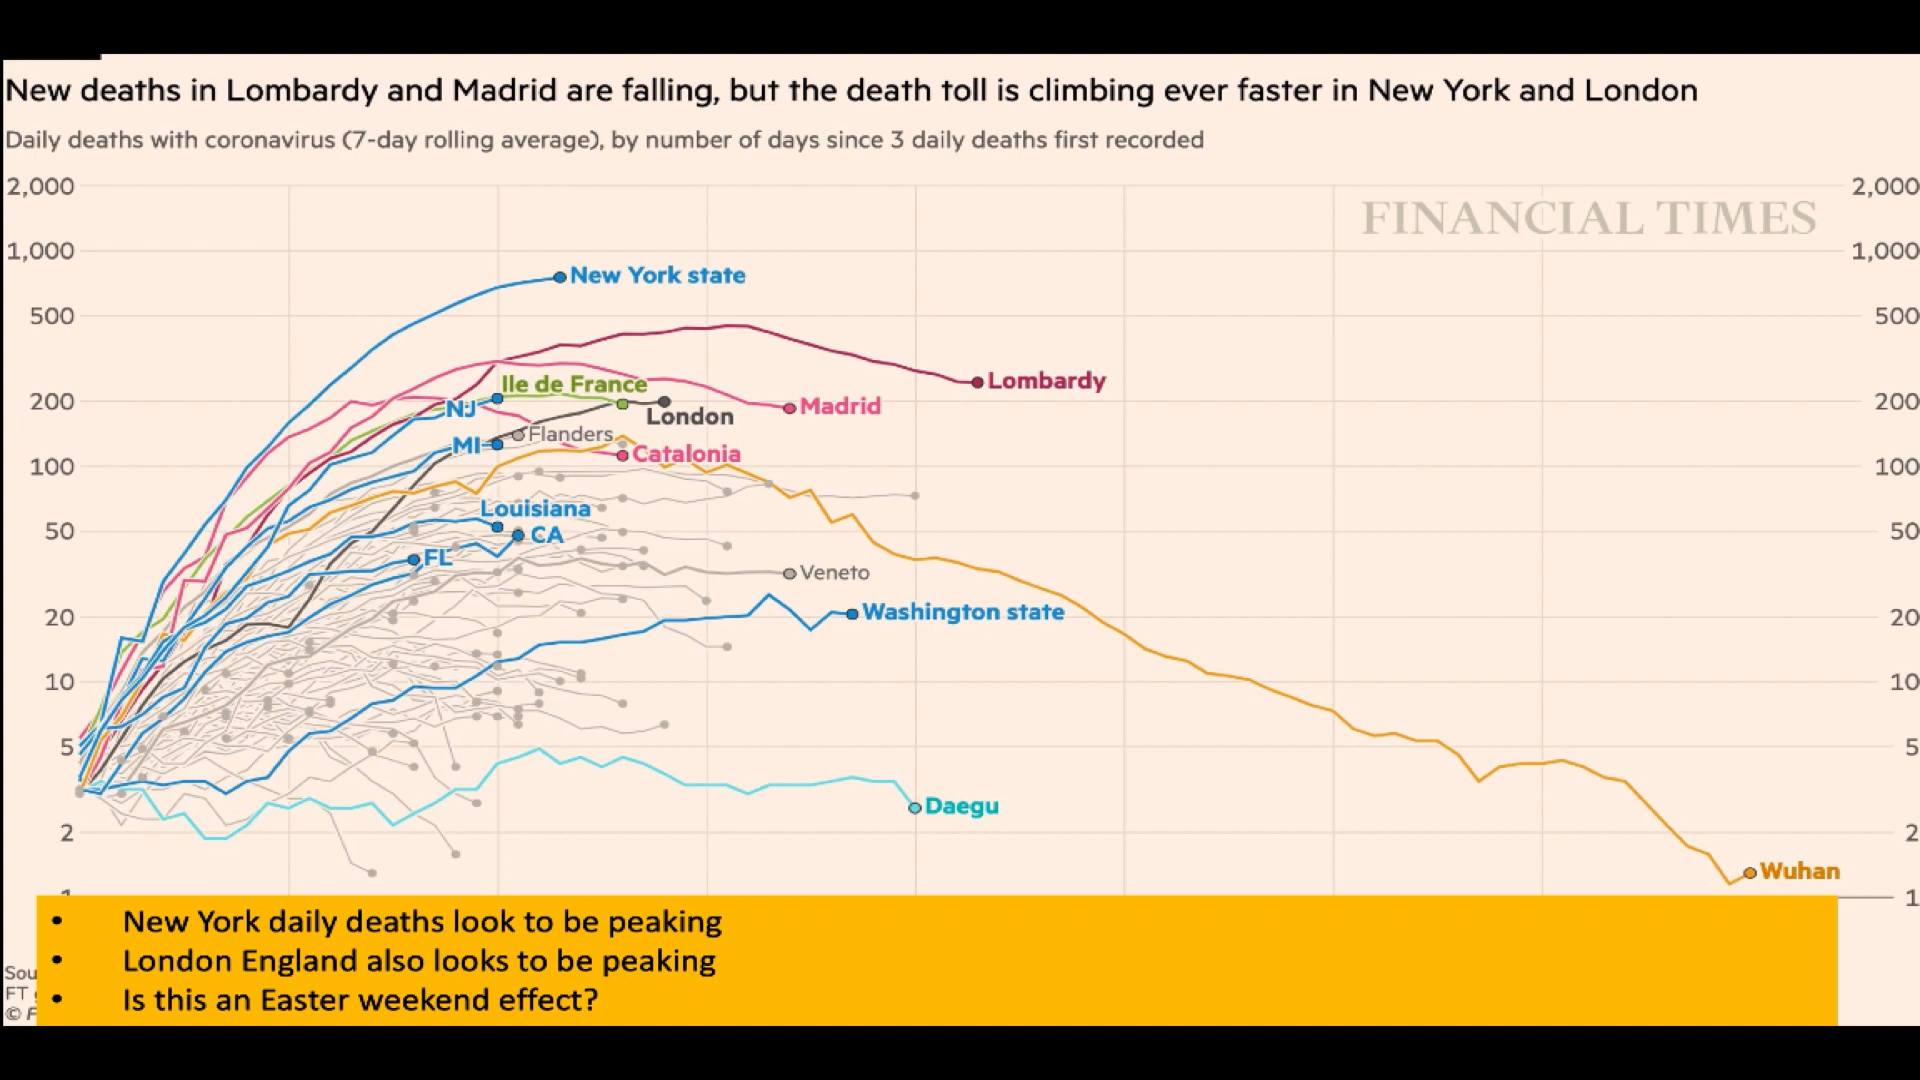 New deaths in Lombardy and Madrid are falling, but the death toll is climbing ever faster in New York and London
Daily deaths with coronavirus (7-day rolling average), by number of days since 3 daily deaths first recorded
2,000 2,000
FINANCIAL TIMES
1,000 1,000
New York state
500 500
Lombardy
Ile de France
200 200
NJ Madrid
London
Flanders
MI Catalonia
100 100
Louisiana
50 CA 50
FL
Veneto
Washington state
20 20
10 10
5 5
Daegu
2 2
Wuhan
1
• New York daily deaths look to be peaking
• London England also looks to be peaking
Sou
FT
• Is this an Easter weekend effect?
© F